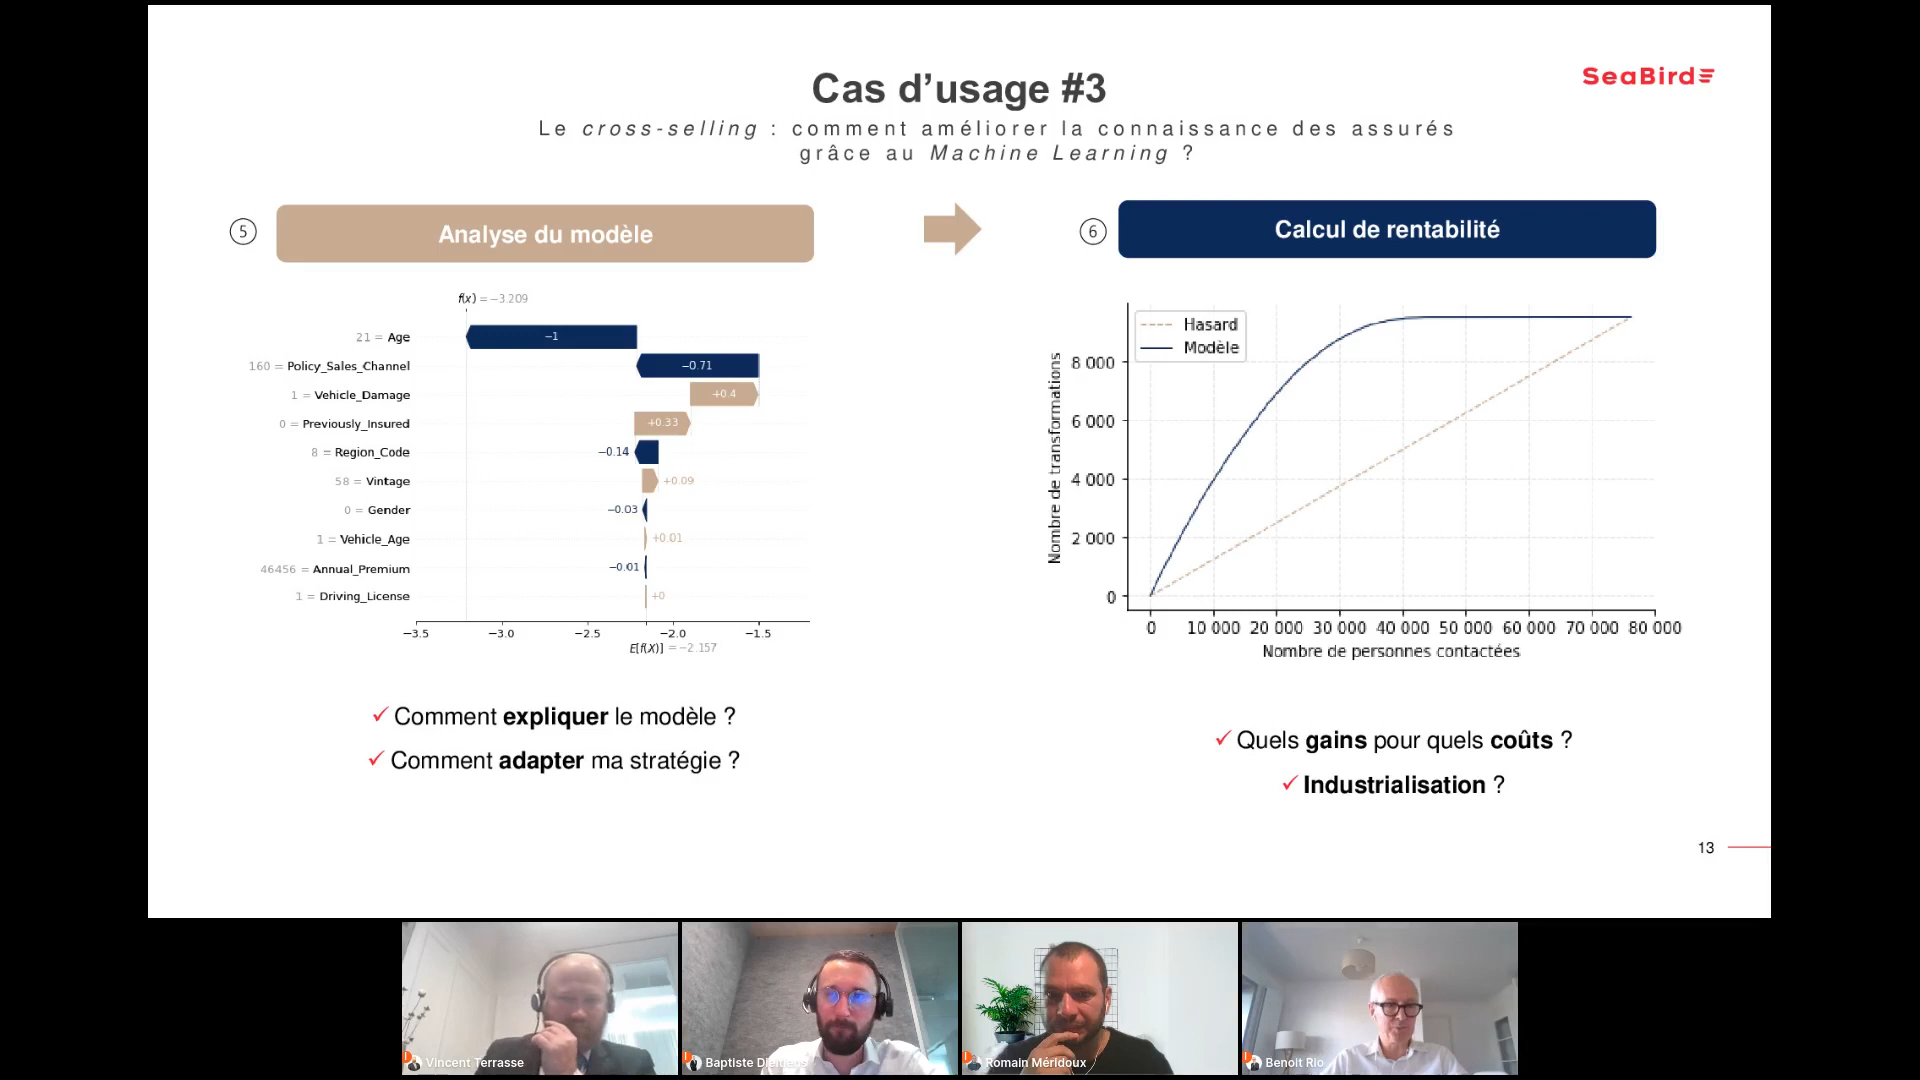 Cas d’usage #3
SeaBird
Le cross-selling : comment améliorer la connaissance des assurés
grâce au Machine Learning ?
5
Analyse du modèle
f(x) = −3.209
21 = Age
−1
160 = Policy_Sales_Channel
−0.71
1 = Vehicle_Damage
+0.4
0 = Previously_Insured
+0.33
8 = Region_Code
−0.14
58 = Vintage
+0.09
0 = Gender
−0.03
1 = Vehicle_Age
+0.01
46456 = Annual_Premium
−0.01
1 = Driving_License
+0
−3.5 −3.0 −2.5 −2.0 −1.5
E[f(X)] = −2.157
✓ Comment expliquer le modèle ?
✓ Comment adapter ma stratégie ?
6
Calcul de rentabilité
Hasard
Modèle
Nombre de transformations
8 000
6 000
4 000
2 000
0
0 10 000 20 000 30 000 40 000 50 000 60 000 70 000 80 000
Nombre de personnes contactées
✓ Quels gains pour quels coûts ?
✓ Industrialisation ?
13
Vincent Terrasse
Baptiste
Romain Méridoux
Benoit Rio